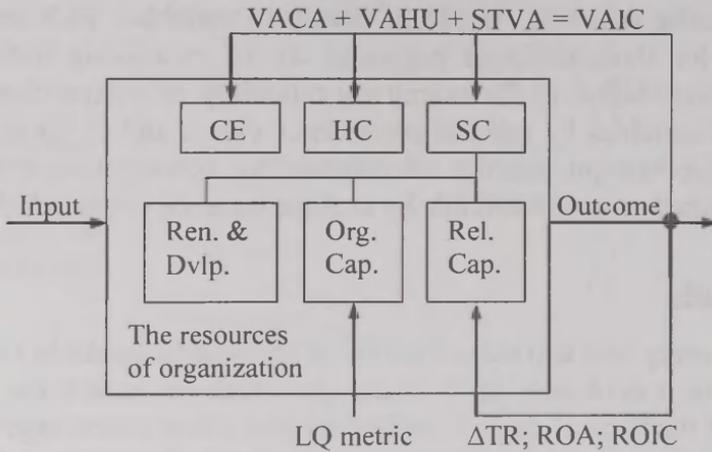 VACA + VAHU + STVA = VAIC
CE HC SC
Input
Outcome
Ren. & Dvlp.
Org. Cap.
Rel. Cap.
The resources
of organization
LQ metric
ΔTR; ROA; ROIC